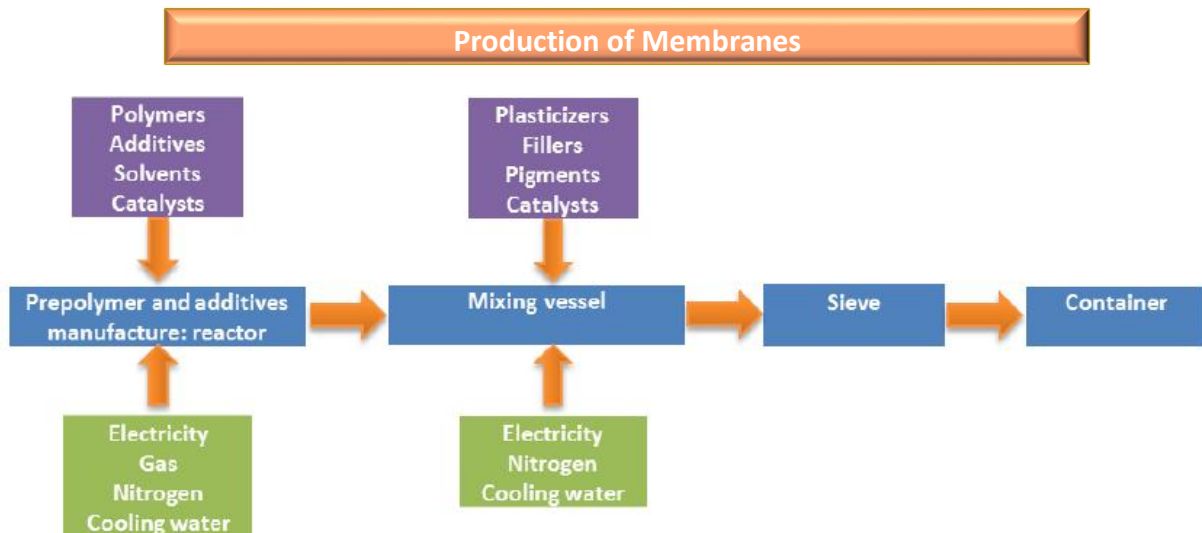 Production of Membranes
Polymers
Additives
Solvents
Catalysts
Plasticizers
Fillers
Pigments
Catalysts
Prepolymer and additives
manufacture: reactor
Mixing vessel
Sieve
Container
Electricity
Gas
Nitrogen
Cooling water
Electricity
Nitrogen
Cooling water